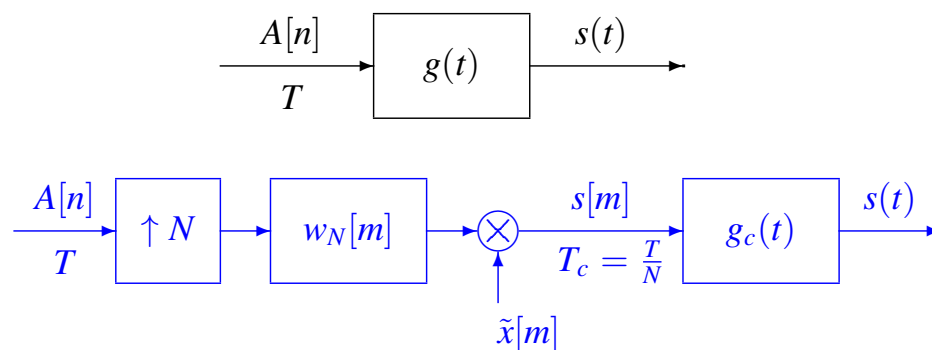 A[n]
T
g(t)
s(t)
A[n]
T
↑ N
w_N[m]
x̃[m]
s[m]
T_c = T/N
g_c(t)
s(t)